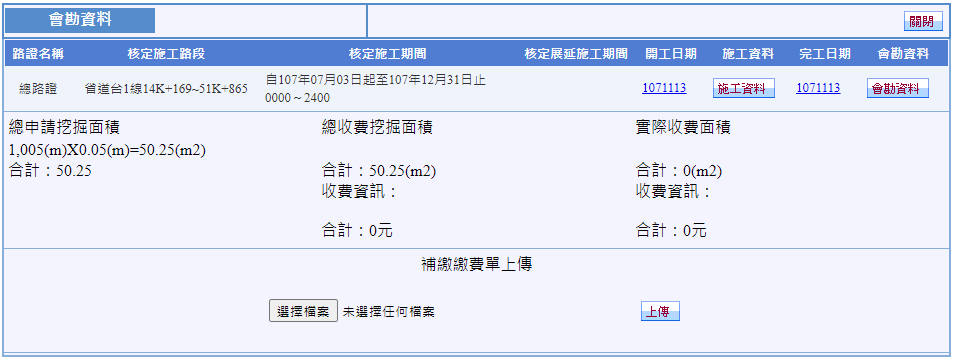 會勘資料
關閉
路證名稱 核定施工路段 核定施工期間 核定展延施工期間 開工日期 施工資料 完工日期 會勘資料
總路證 省道台1線14K+169~51K+865 自107年07月03日起至107年12月31日止 1071113 施工資料 1071113 會勘資料
0000～2400
總申請挖掘面積 總收費挖掘面積 實際收費面積
1,005(m)X0.05(m)=50.25(m2)
合計：50.25 合計：50.25(m2) 合計：0(m2)
收費資訊： 收費資訊：
合計：0元 合計：0元
補繳繳費單上傳
選擇檔案 未選擇任何檔案 上傳